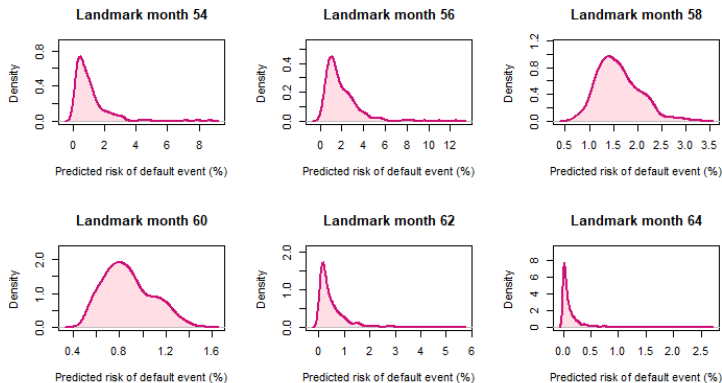 Landmark month 54
Density
0.0 0.4 0.8
0 2 4 6 8
Predicted risk of default event (%)
Landmark month 56
Density
0.0 0.2 0.4
0 2 4 6 8 10 12
Predicted risk of default event (%)
Landmark month 58
Density
0.0 0.4 0.8 1.2
0.5 1.0 1.5 2.0 2.5 3.0 3.5
Predicted risk of default event (%)
Landmark month 60
Density
0.0 1.0 2.0
0.4 0.8 1.2 1.6
Predicted risk of default event (%)
Landmark month 62
Density
0.0 1.0 2.0
0 1 2 3 4 5 6
Predicted risk of default event (%)
Landmark month 64
Density
0 2 4 6 8
0.0 0.5 1.0 1.5 2.0 2.5
Predicted risk of default event (%)